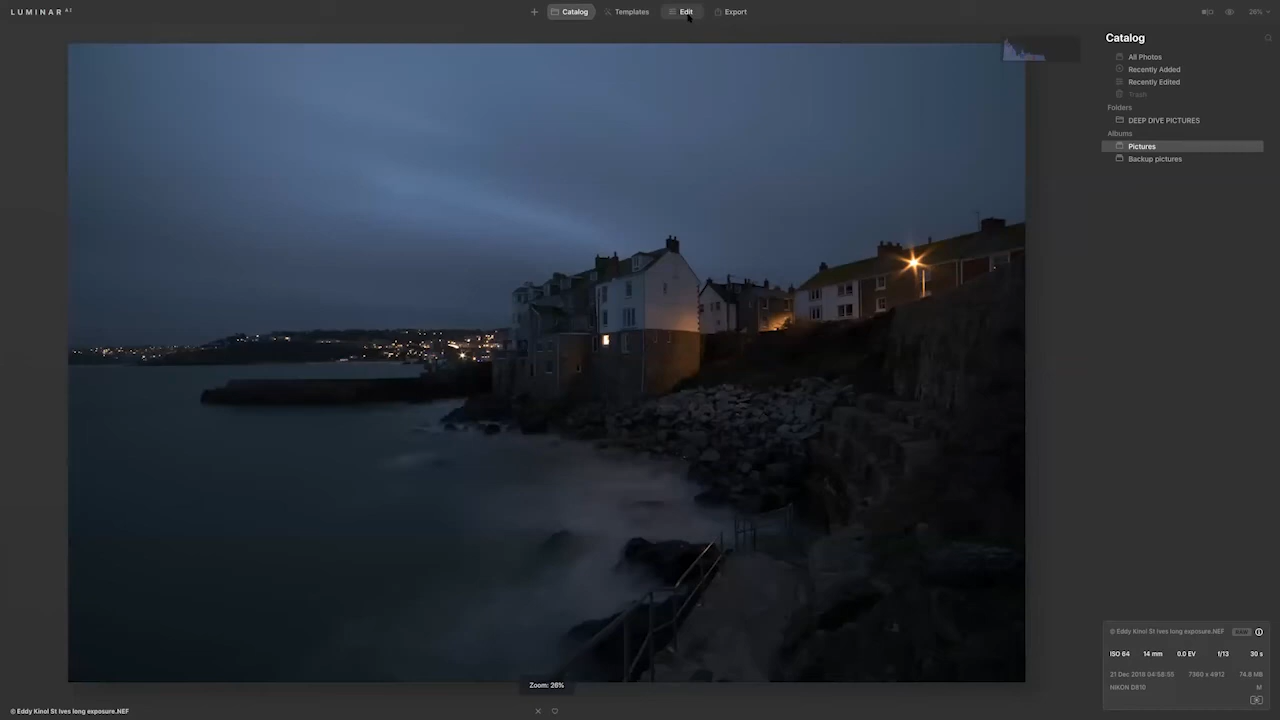 LUMINAR AI
Catalog
Templates
Edit
Export
26%
Catalog
All Photos
Recently Added
Recently Edited
Trash
Folders
DEEP DIVE PICTURES
Albums
Pictures
Backup pictures
© Eddy Kinol St Ives long exposure.NEF
RAW
ISO 64 14 mm 0.0 EV f/13 30 s
21 Dec 2018 04:58:55 7360 x 4912 74.8 MB
NIKON D810 M
Zoom: 26%
© Eddy Kinol St Ives long exposure.NEF